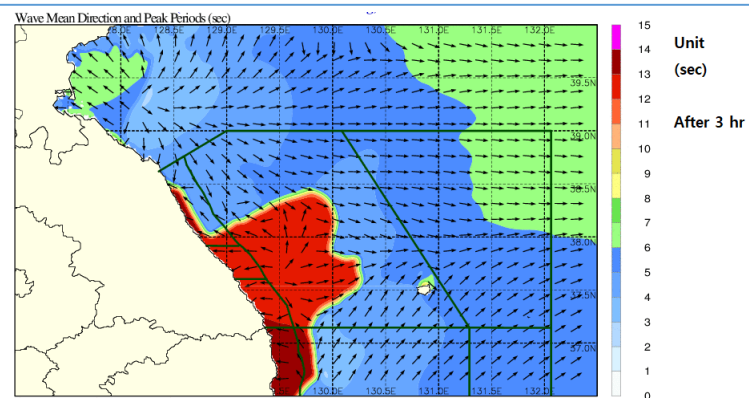 Wave Mean Direction and Peak Periods (sec)
128.5E 129.0E 129.5E 130.0E 130.5E 131.0E 131.5E 132.0E
39.5N
39.0N
38.5N
38.0N
37.5N
37.0N
130.0E 130.5E 131.0E 131.5E 132.0E
15
14
13
12
11
10
9
8
7
6
5
4
3
2
1
0
Unit
(sec)
After 3 hr